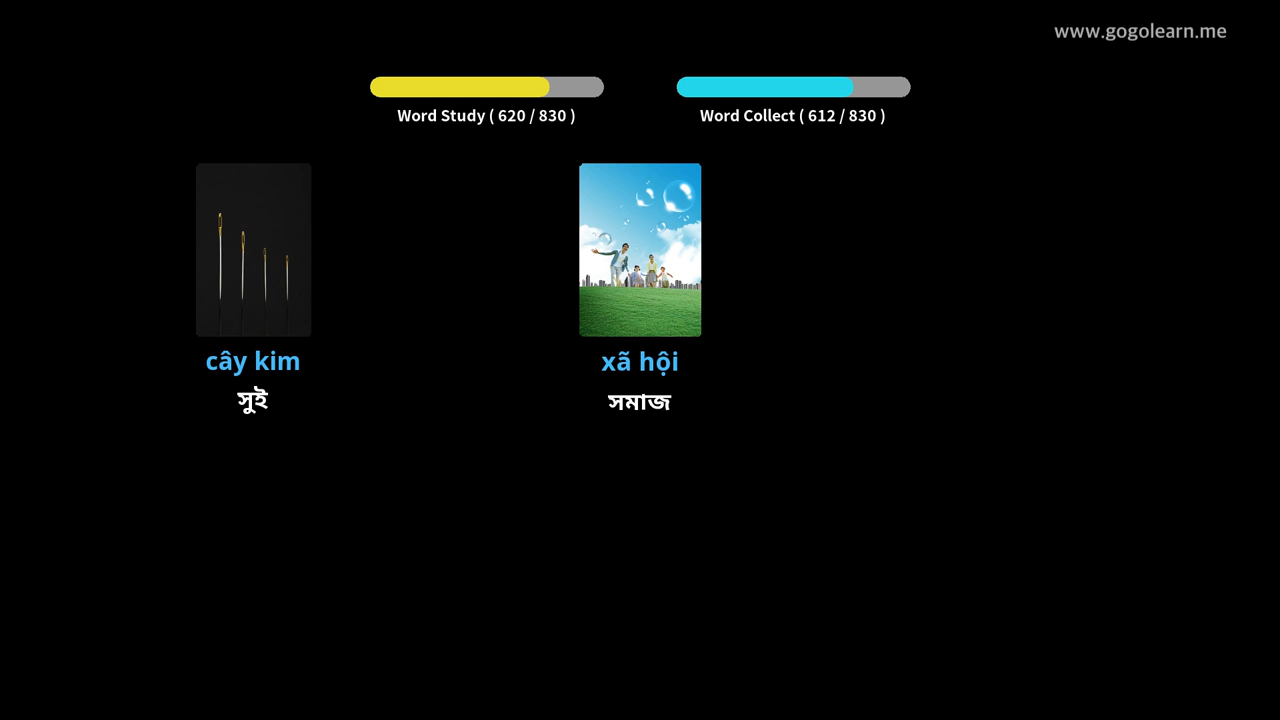 www.gogolearn.me
Word Study ( 620 / 830 )
Word Collect ( 612 / 830 )
cây kim
সুই
xã hội
সমাজ